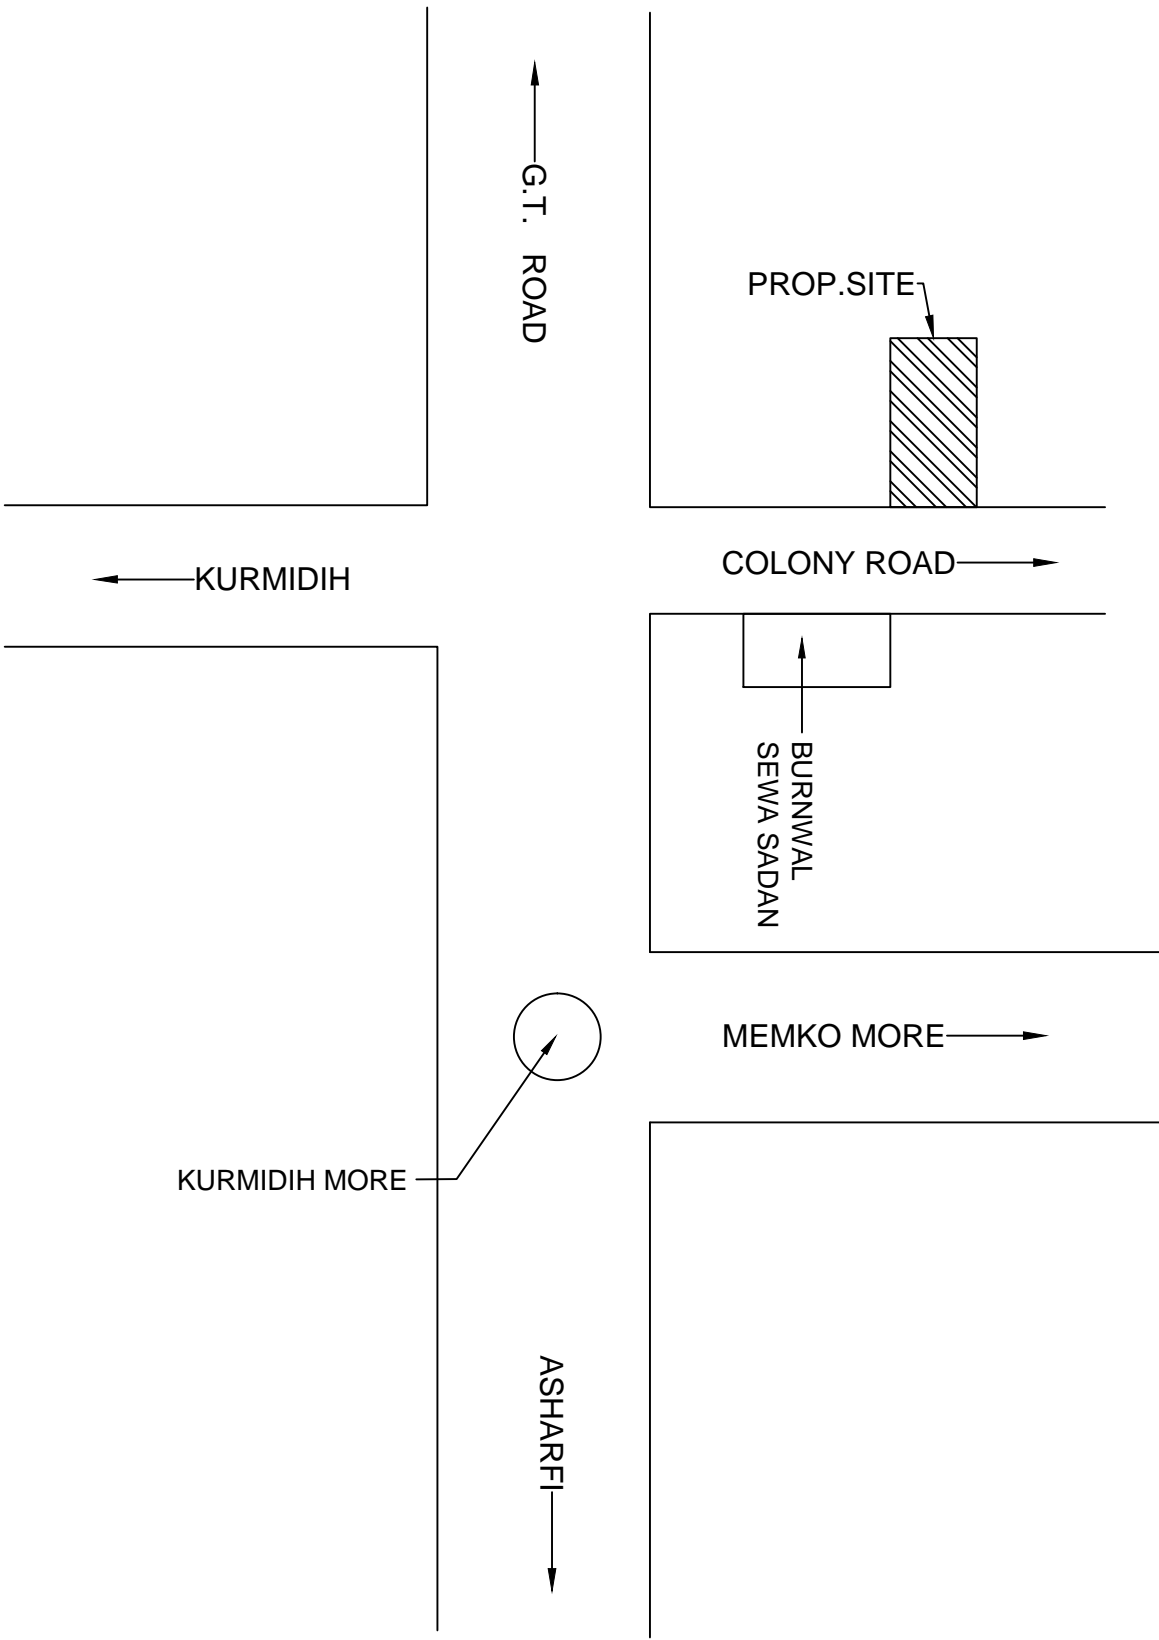 G.T. ROAD
PROP.SITE
COLONY ROAD
KURMIDIH
BURNWAL
SEWA SADAN
MEMKO MORE
KURMIDIH MORE
ASHARFI